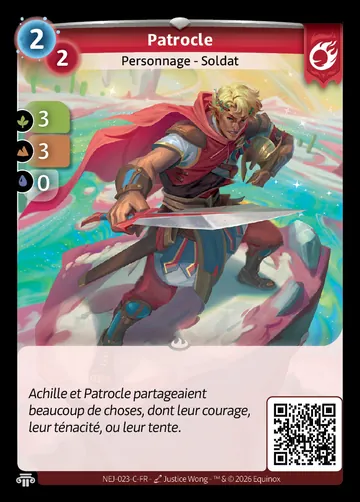 2
2
Patrocle
Personnage - Soldat
3
3
0
Achille et Patrocle partageaient
beaucoup de choses, dont leur courage,
leur ténacité, ou leur tente.
NEJ-023-C-FR - Justice Wong - ™ & © 2026 Equinox